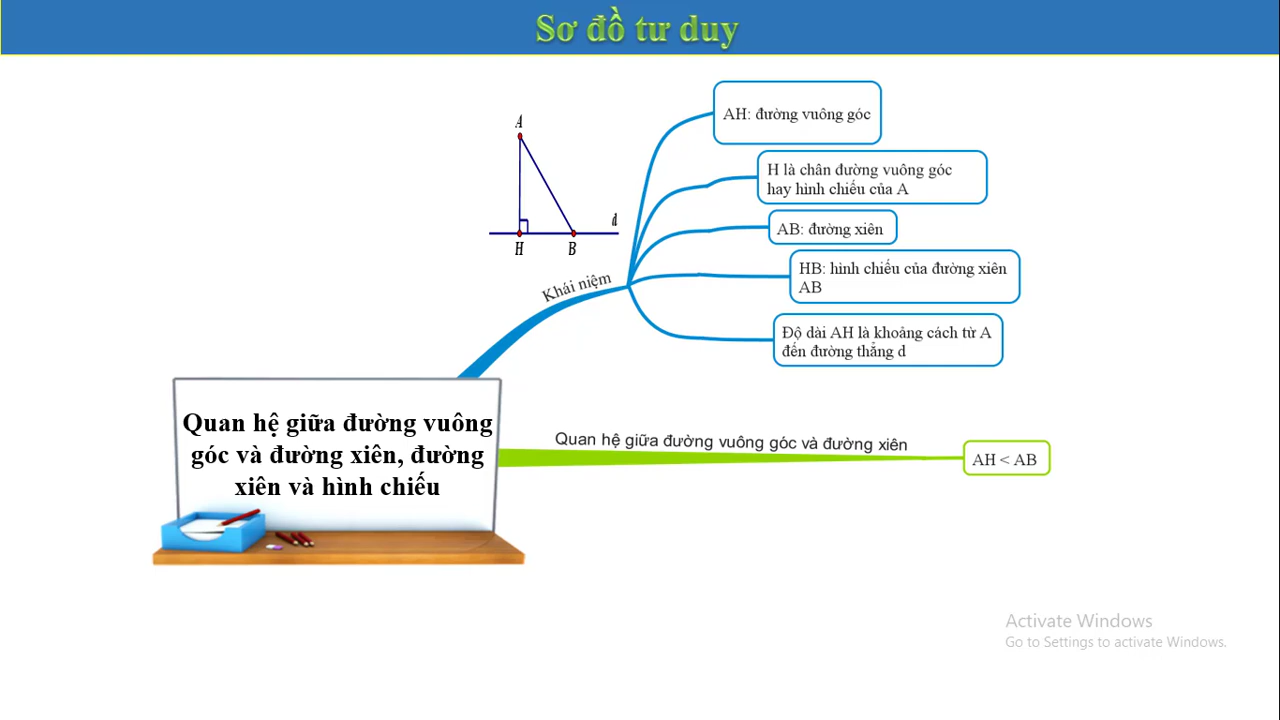 Sơ đồ tư duy
A
H
B
d
AH: đường vuông góc
H là chân đường vuông góc
hay hình chiếu của A
AB: đường xiên
HB: hình chiếu của đường xiên
AB
Độ dài AH là khoảng cách từ A
đến đường thẳng d
Khái niệm
Quan hệ giữa đường vuông
góc và đường xiên, đường
xiên và hình chiếu
Quan hệ giữa đường vuông góc và đường xiên
AH < AB
Activate Windows
Go to Settings to activate Windows.